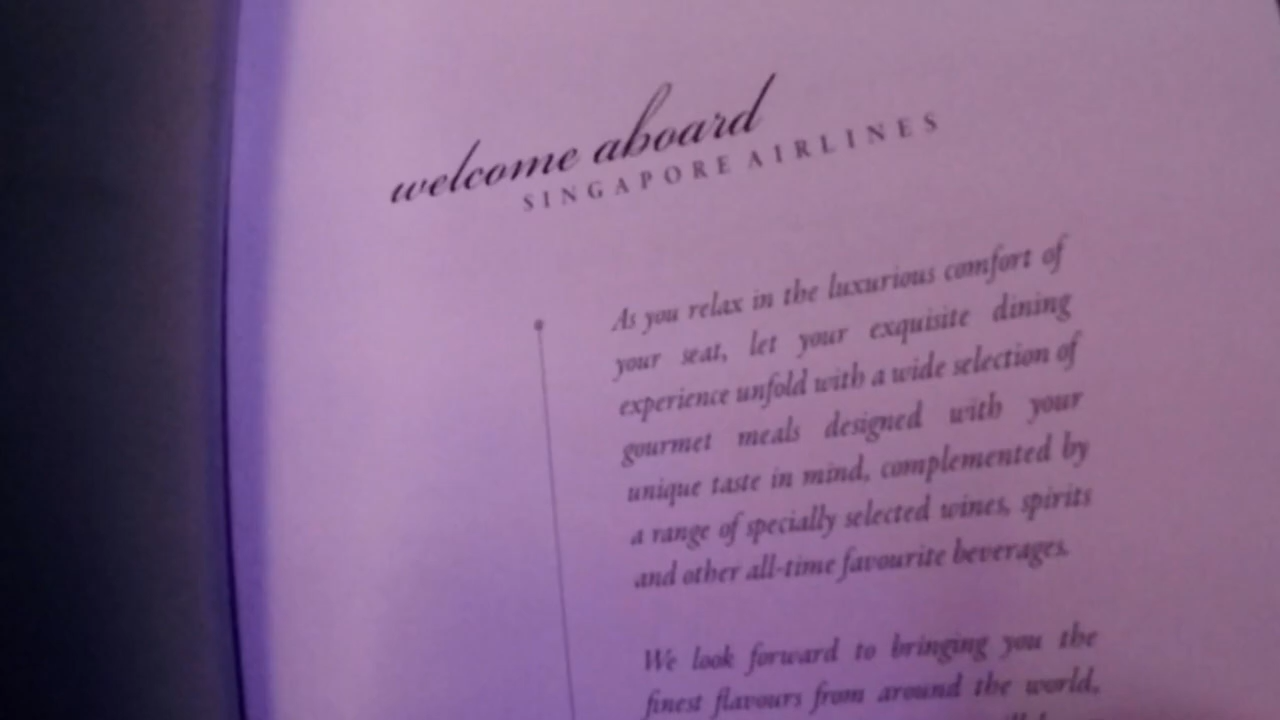 welcome aboard
SINGAPORE AIRLINES
As you relax in the luxurious comfort of
your seat, let your exquisite dining
experience unfold with a wide selection of
gourmet meals designed with your
unique taste in mind, complemented by
a range of specially selected wines, spirits
and other all-time favourite beverages.
We look forward to bringing you the
finest flavours from around the world,